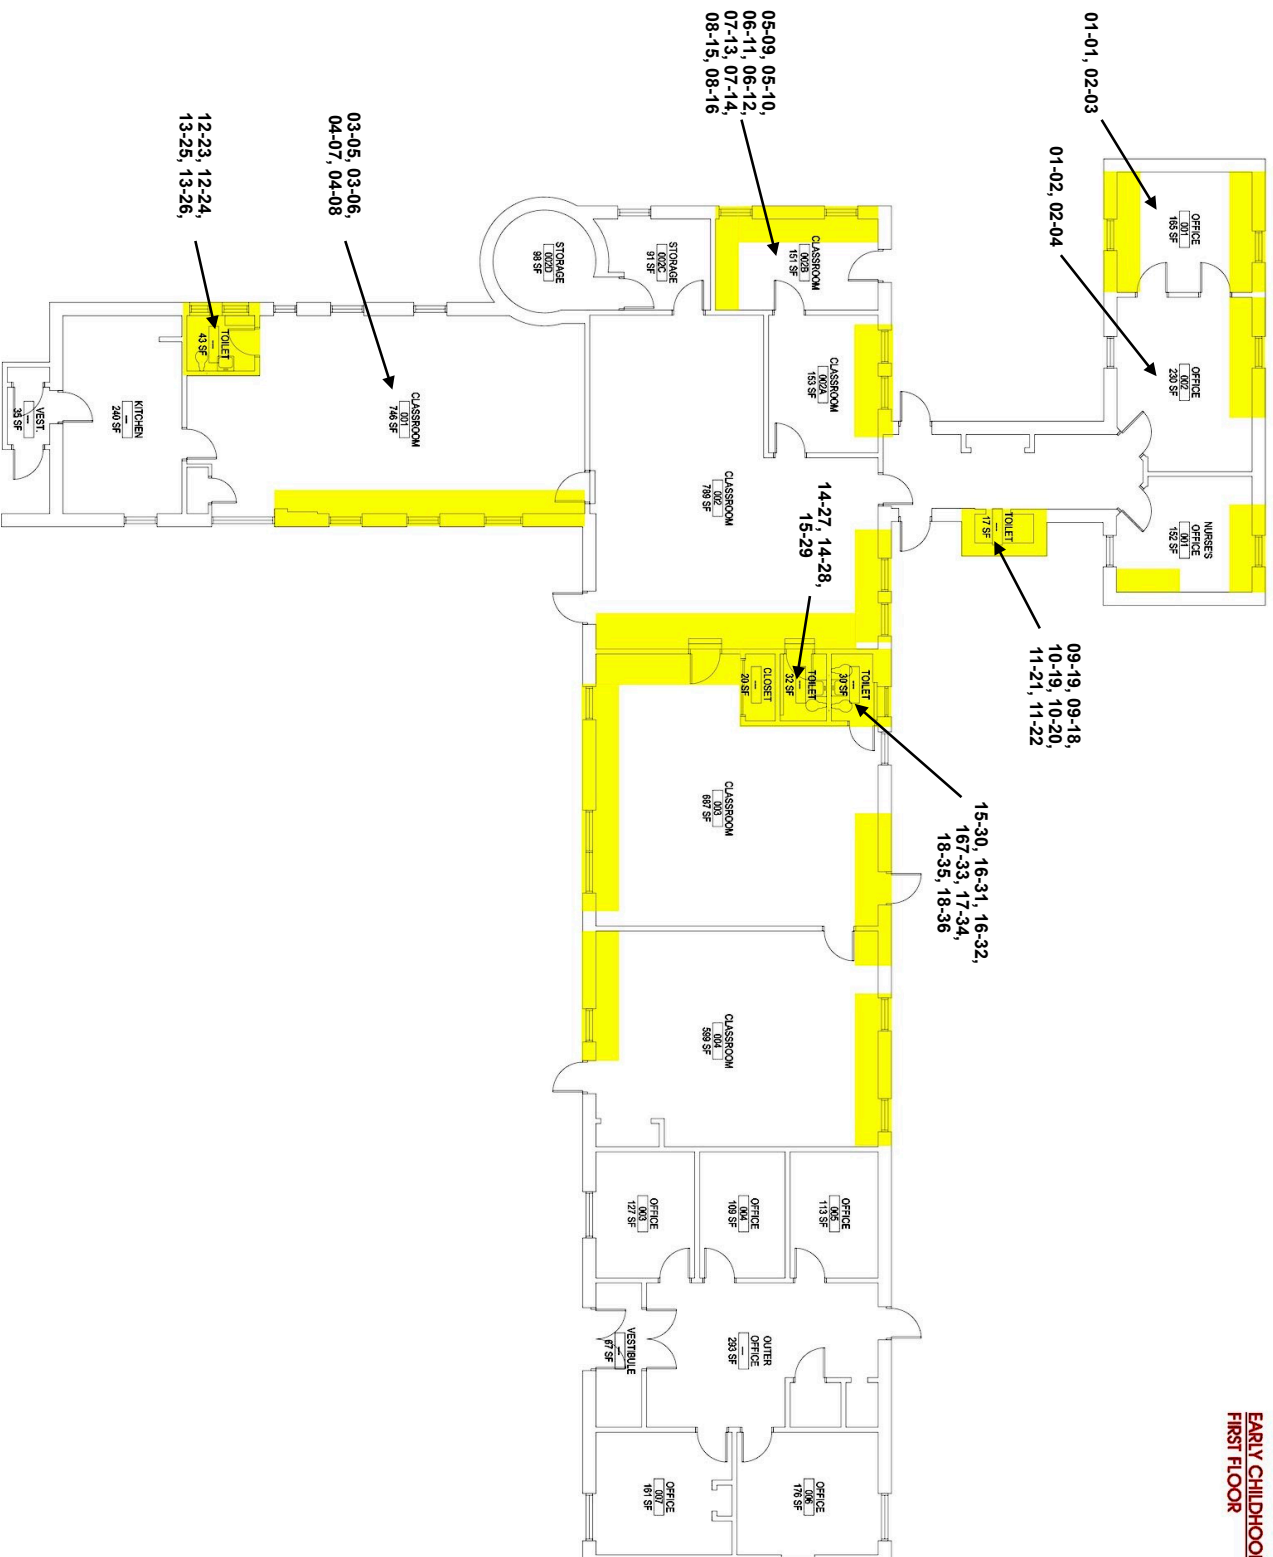 EARLY CHILDHOO
FIRST FLOOR
01-01, 02-03
01-02, 02-04
OFFICE
001
165 SF
OFFICE
002
230 SF
NURSE'S
OFFICE
001
152 SF
TOILET
---
17 SF
09-19, 09-18,
10-19, 10-20,
11-21, 11-22
05-09, 05-10,
06-11, 06-12,
07-13, 07-14,
08-15, 08-16
CLASSROOM
002B
151 SF
CLASSROOM
002A
153 SF
STORAGE
002C
91 SF
STORAGE
002D
98 SF
CLASSROOM
002
789 SF
14-27, 14-28,
15-29
TOILET
---
30 SF
TOILET
---
32 SF
CLOSET
---
20 SF
15-30, 16-31, 16-32,
167-33, 17-34,
18-35, 18-36
CLASSROOM
003
687 SF
CLASSROOM
004
599 SF
OFFICE
005
113 SF
OFFICE
004
109 SF
OFFICE
003
127 SF
OUTER
OFFICE
---
293 SF
VESTIBULE
---
67 SF
OFFICE
006
176 SF
OFFICE
007
161 SF
03-05, 03-06,
04-07, 04-08
CLASSROOM
001
746 SF
12-23, 12-24,
13-25, 13-26,
TOILET
---
43 SF
KITCHEN
---
240 SF
VEST.
---
35 SF